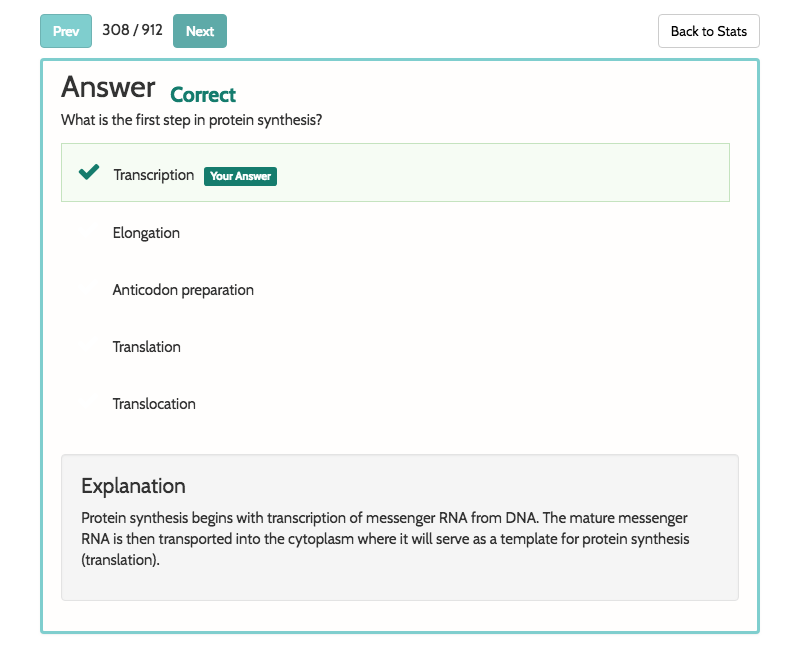 Prev 308 / 912 Next Back to Stats
Answer Correct
What is the first step in protein synthesis?
Transcription Your Answer
Elongation
Anticodon preparation
Translation
Translocation
Explanation
Protein synthesis begins with transcription of messenger RNA from DNA. The mature messenger
RNA is then transported into the cytoplasm where it will serve as a template for protein synthesis
(translation).